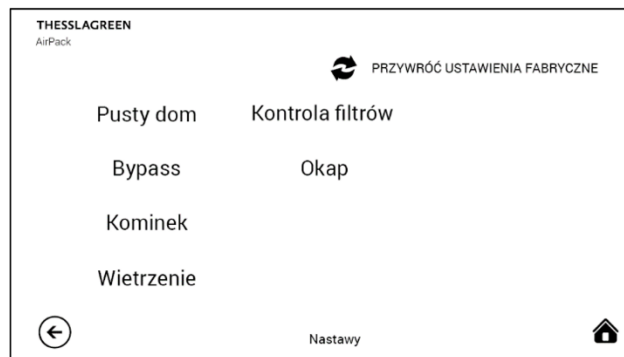 THESSLAGREEN
AirPack
PRZYWRÓĆ USTAWIENIA FABRYCZNE
Pusty dom Kontrola filtrów
Bypass Okap
Kominek
Wietrzenie
Nastawy